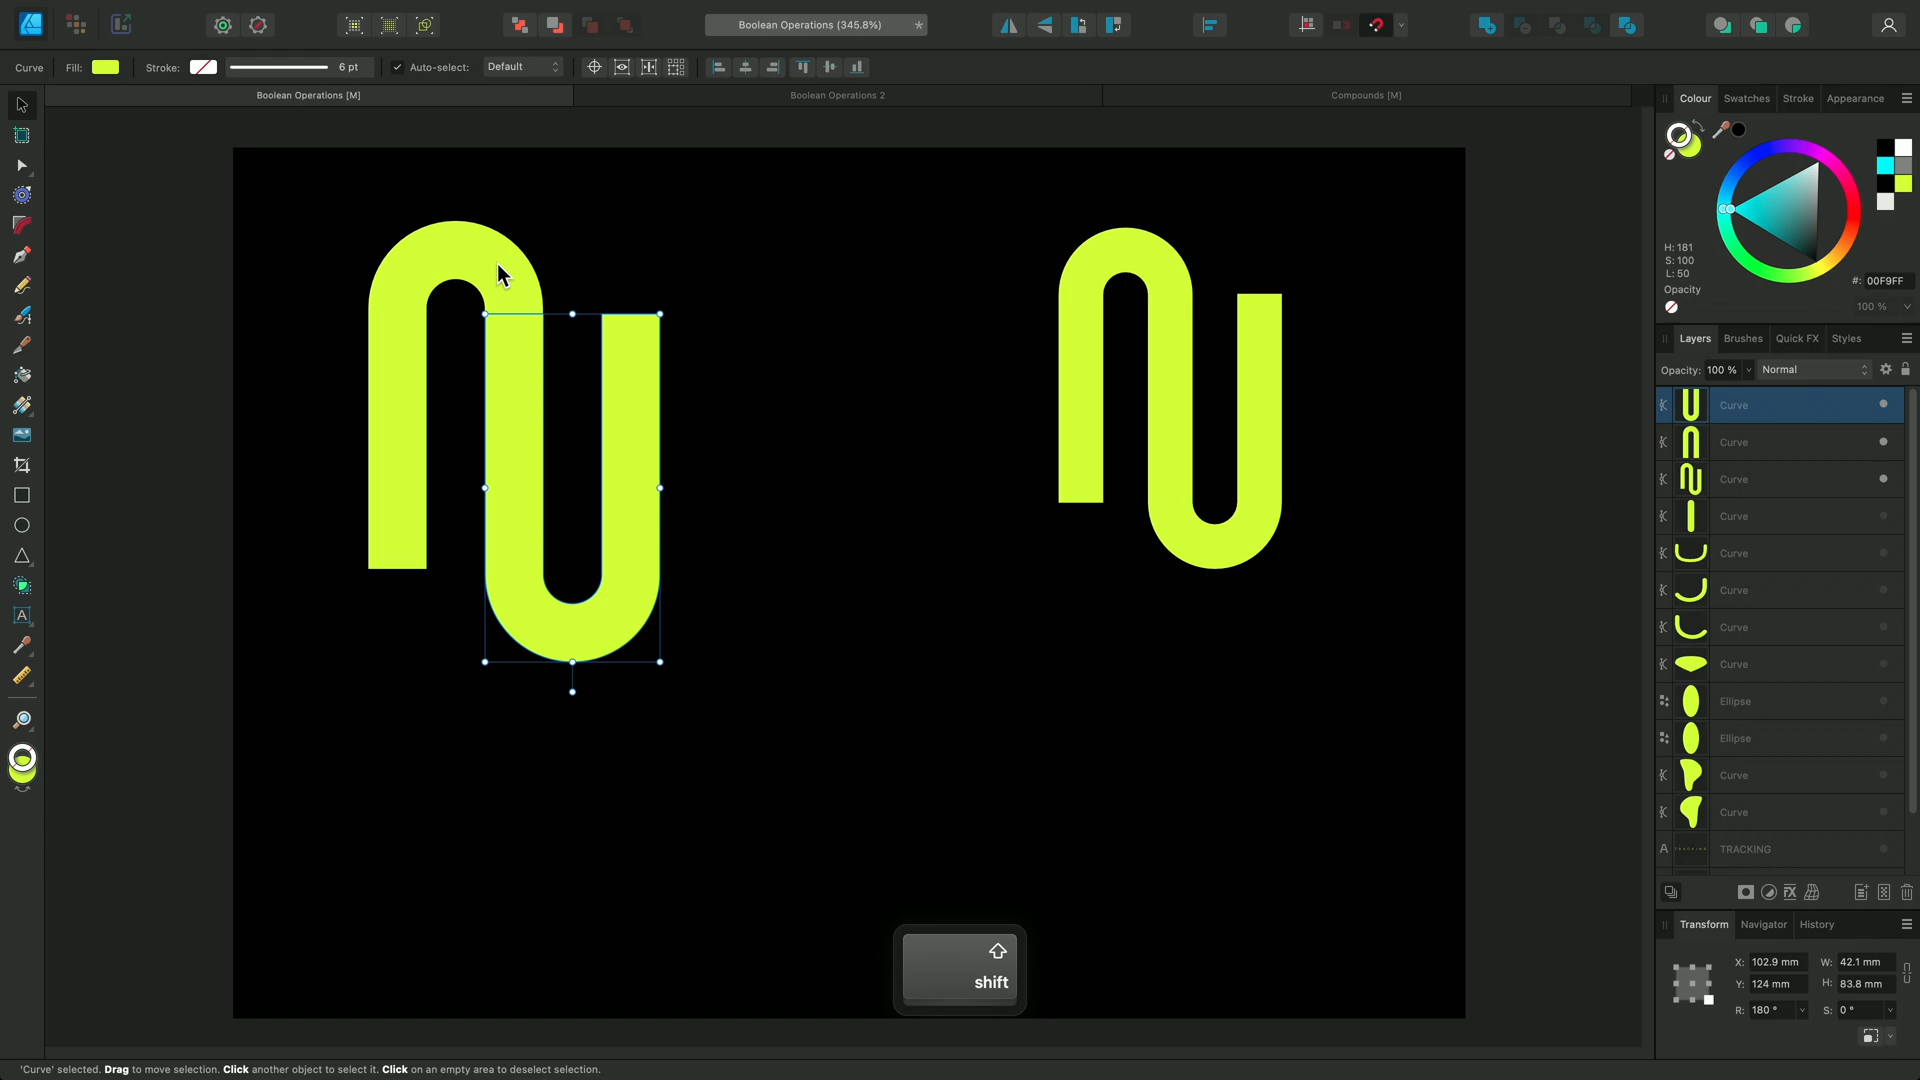 Boolean Operations (345.8%) *
Curve Fill: Stroke: 6 pt Auto-select: Default
Boolean Operations [M] Boolean Operations 2 Compounds [M]
Colour Swatches Stroke Appearance
H: 181
S: 100
L: 50
#: 00F9FF
Opacity
100 %
Layers Brushes Quick FX Styles
Opacity: 100 % Normal
Curve
Curve
Curve
Curve
Curve
Curve
Curve
Curve
Ellipse
Ellipse
Curve
Curve
A TRACKING TRACKING
Transform Navigator History
X: 102.9 mm W: 42.1 mm
Y: 124 mm H: 83.8 mm
R: 180 ° S: 0 °
shift
'Curve' selected. Drag to move selection. Click another object to select it. Click on an empty area to deselect selection.